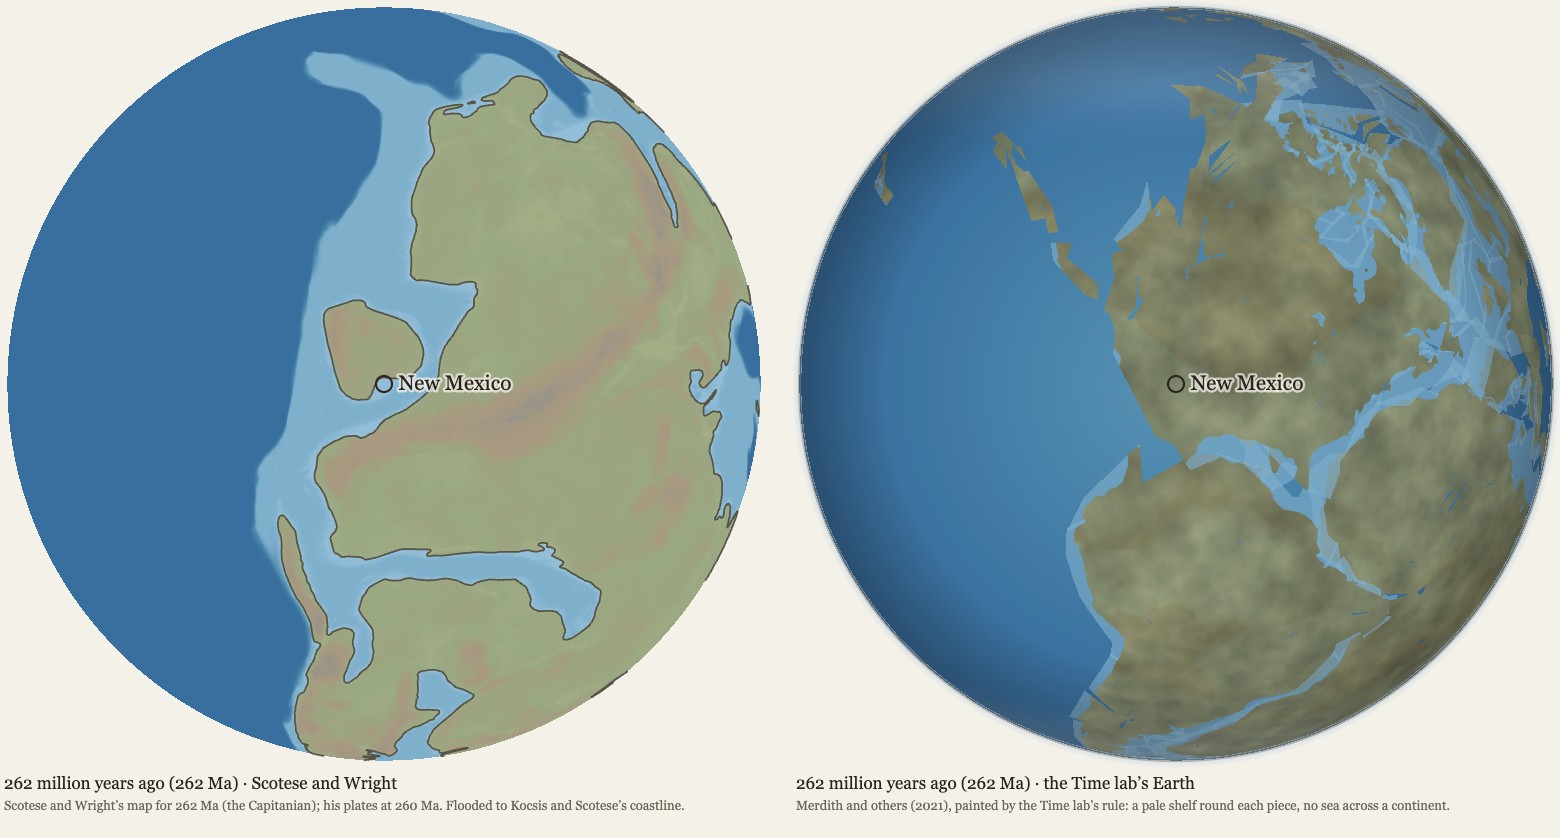 New Mexico
262 million years ago (262 Ma) · Scotese and Wright
Scotese and Wright's map for 262 Ma (the Capitanian); his plates at 260 Ma. Flooded to Kocsis and Scotese's coastline.
New Mexico
262 million years ago (262 Ma) · the Time lab's Earth
Merdith and others (2021), painted by the Time lab's rule: a pale shelf round each piece, no sea across a continent.